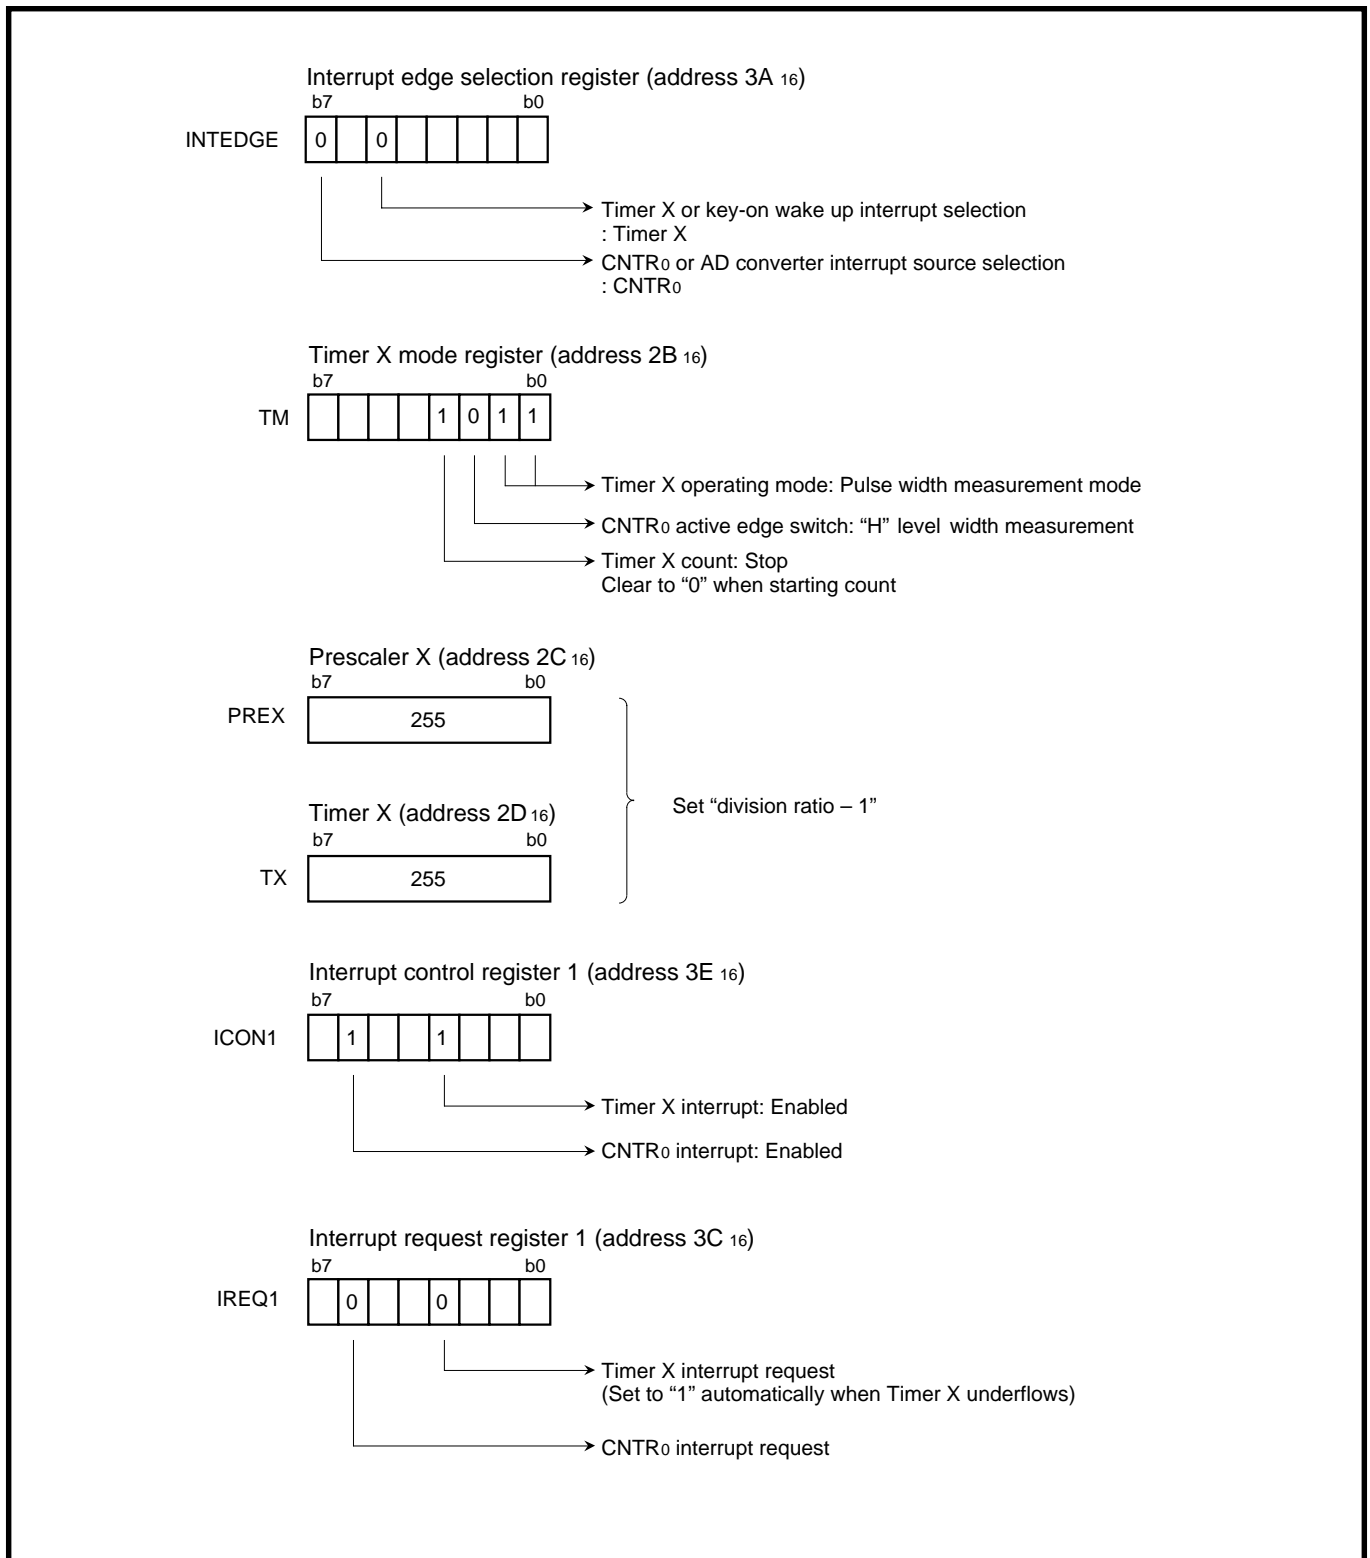 Interrupt edge selection register (address 3A 16)
b7 b0
INTEDGE 0 0
Timer X or key-on wake up interrupt selection
: Timer X
CNTR0 or AD converter interrupt source selection
: CNTR0
Timer X mode register (address 2B 16)
b7 b0
TM 1 0 1 1
Timer X operating mode: Pulse width measurement mode
CNTR0 active edge switch: “H” level width measurement
Timer X count: Stop
Clear to “0” when starting count
Prescaler X (address 2C 16)
b7 b0
PREX 255
Set “division ratio – 1”
Timer X (address 2D 16)
b7 b0
TX 255
Interrupt control register 1 (address 3E 16)
b7 b0
ICON1 1 1
Timer X interrupt: Enabled
CNTR0 interrupt: Enabled
Interrupt request register 1 (address 3C 16)
b7 b0
IREQ1 0 0
Timer X interrupt request
(Set to “1” automatically when Timer X underflows)
CNTR0 interrupt request